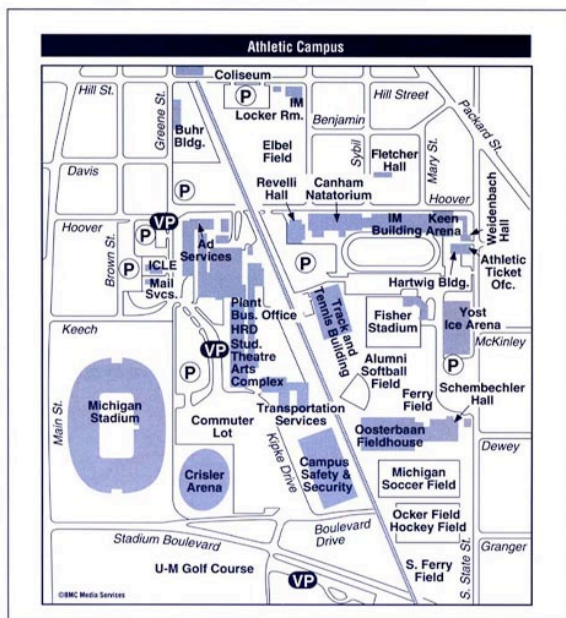 Athletic Campus
Coliseum
Hill St.
Greene St.
P
IM
Locker Rm.
Hill Street
Packard St.
Benjamin
Buhr
Bldg.
Elbel
Field
Sybil
Fletcher
Hall
Mary St.
Davis
P
Revelli
Hall
Canham
Natatorium
Hoover
Weidenbach
Hall
Hoover
VP
P
Brown St.
Ad
Services
IM
Building
Keen
Arena
P
ICLE
Mail
Svcs.
P
Hartwig Bldg.
Athletic
Ticket
Ofc.
Plant
Bus. Office
HRD
Stud.
Theatre
Arts
Complex
Track and
Tennis Building
Fisher
Stadium
Yost
Ice Arena
Keech
VP
McKinley
P
P
Alumni
Softball
Field
Ferry
Field
Schembechler
Hall
Main St.
Michigan
Stadium
Commuter
Lot
Transportation
Services
Oosterbaan
Fieldhouse
Kipke Drive
Dewey
Crisler
Arena
Campus
Safety &
Security
Michigan
Soccer Field
Ocker Field
Hockey Field
Stadium Boulevard
Boulevard
Drive
Granger
U-M Golf Course
VP
S. Ferry
Field
S. State St.
©BMC Media Services